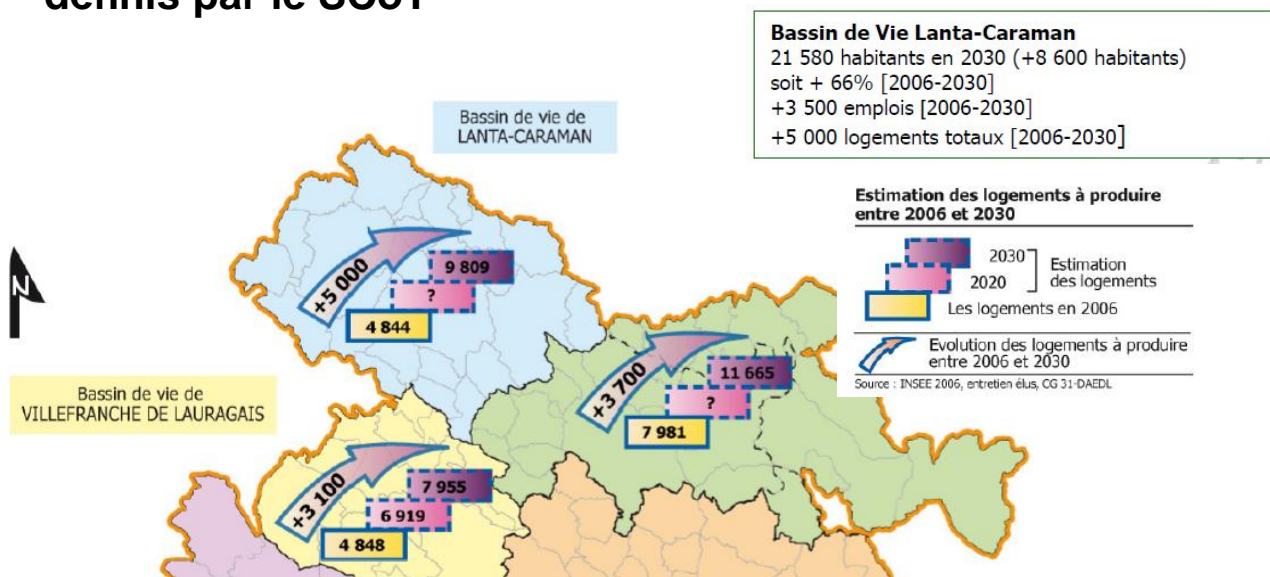 définis par le SCoT
Bassin de Vie Lanta-Caraman
21 580 habitants en 2030 (+8 600 habitants)
soit + 66% [2006-2030]
+3 500 emplois [2006-2030]
+5 000 logements totaux [2006-2030]
Bassin de vie de
LANTA-CARAMAN
Estimation des logements à produire
entre 2006 et 2030
2030
2020
Estimation
des logements
Les logements en 2006
Evolution des logements à produire
entre 2006 et 2030
Source : INSEE 2006, entretien élus, CG 31-DAEDL
N
+5 000
9 809
?
4 844
Bassin de vie de
VILLEFRANCHE DE LAURAGAIS
+3 700
11 665
?
7 981
+3 100
7 955
6 919
4 848